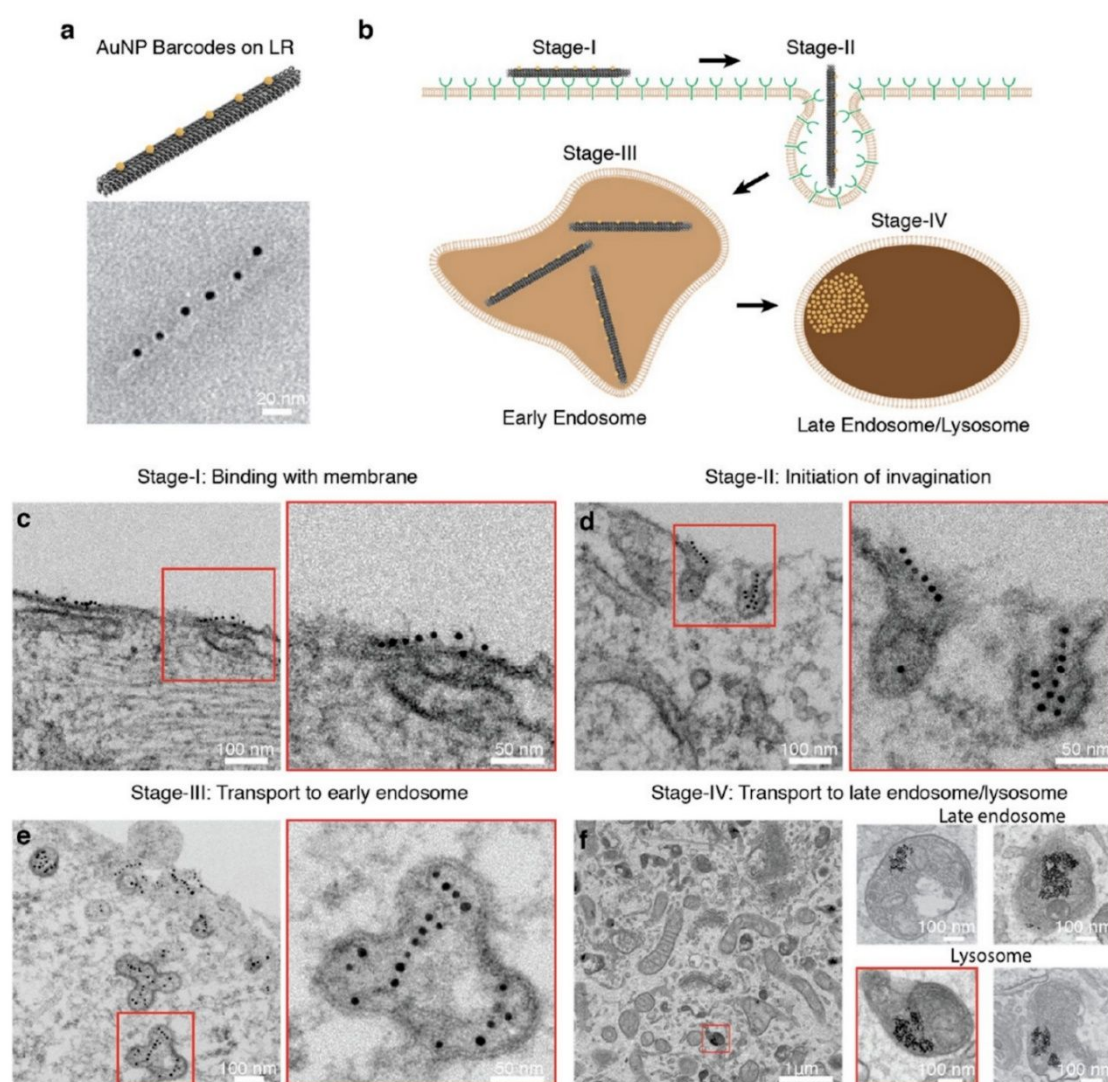 a
AuNP Barcodes on LR
20 nm
b
Stage-I
Stage-II
Stage-III
Stage-IV
Early Endosome
Late Endosome/Lysosome
Stage-I: Binding with membrane
Stage-II: Initiation of invagination
c
100 nm
50 nm
d
100 nm
50 nm
Stage-III: Transport to early endosome
Stage-IV: Transport to late endosome/lysosome
e
100 nm
50 nm
f
1µm
Late endosome
100 nm
100 nm
Lysosome
100 nm
100 nm